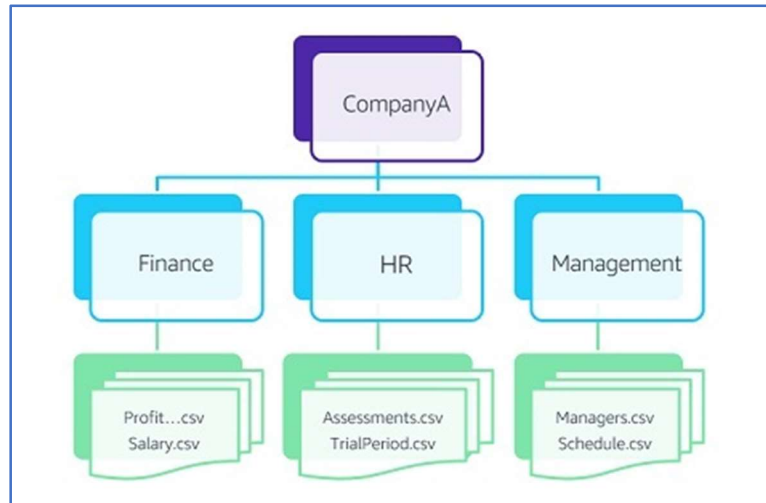 CompanyA
Finance
HR
Management
Profit...csv
Salary.csv
Assessments.csv
TrialPeriod.csv
Managers.csv
Schedule.csv